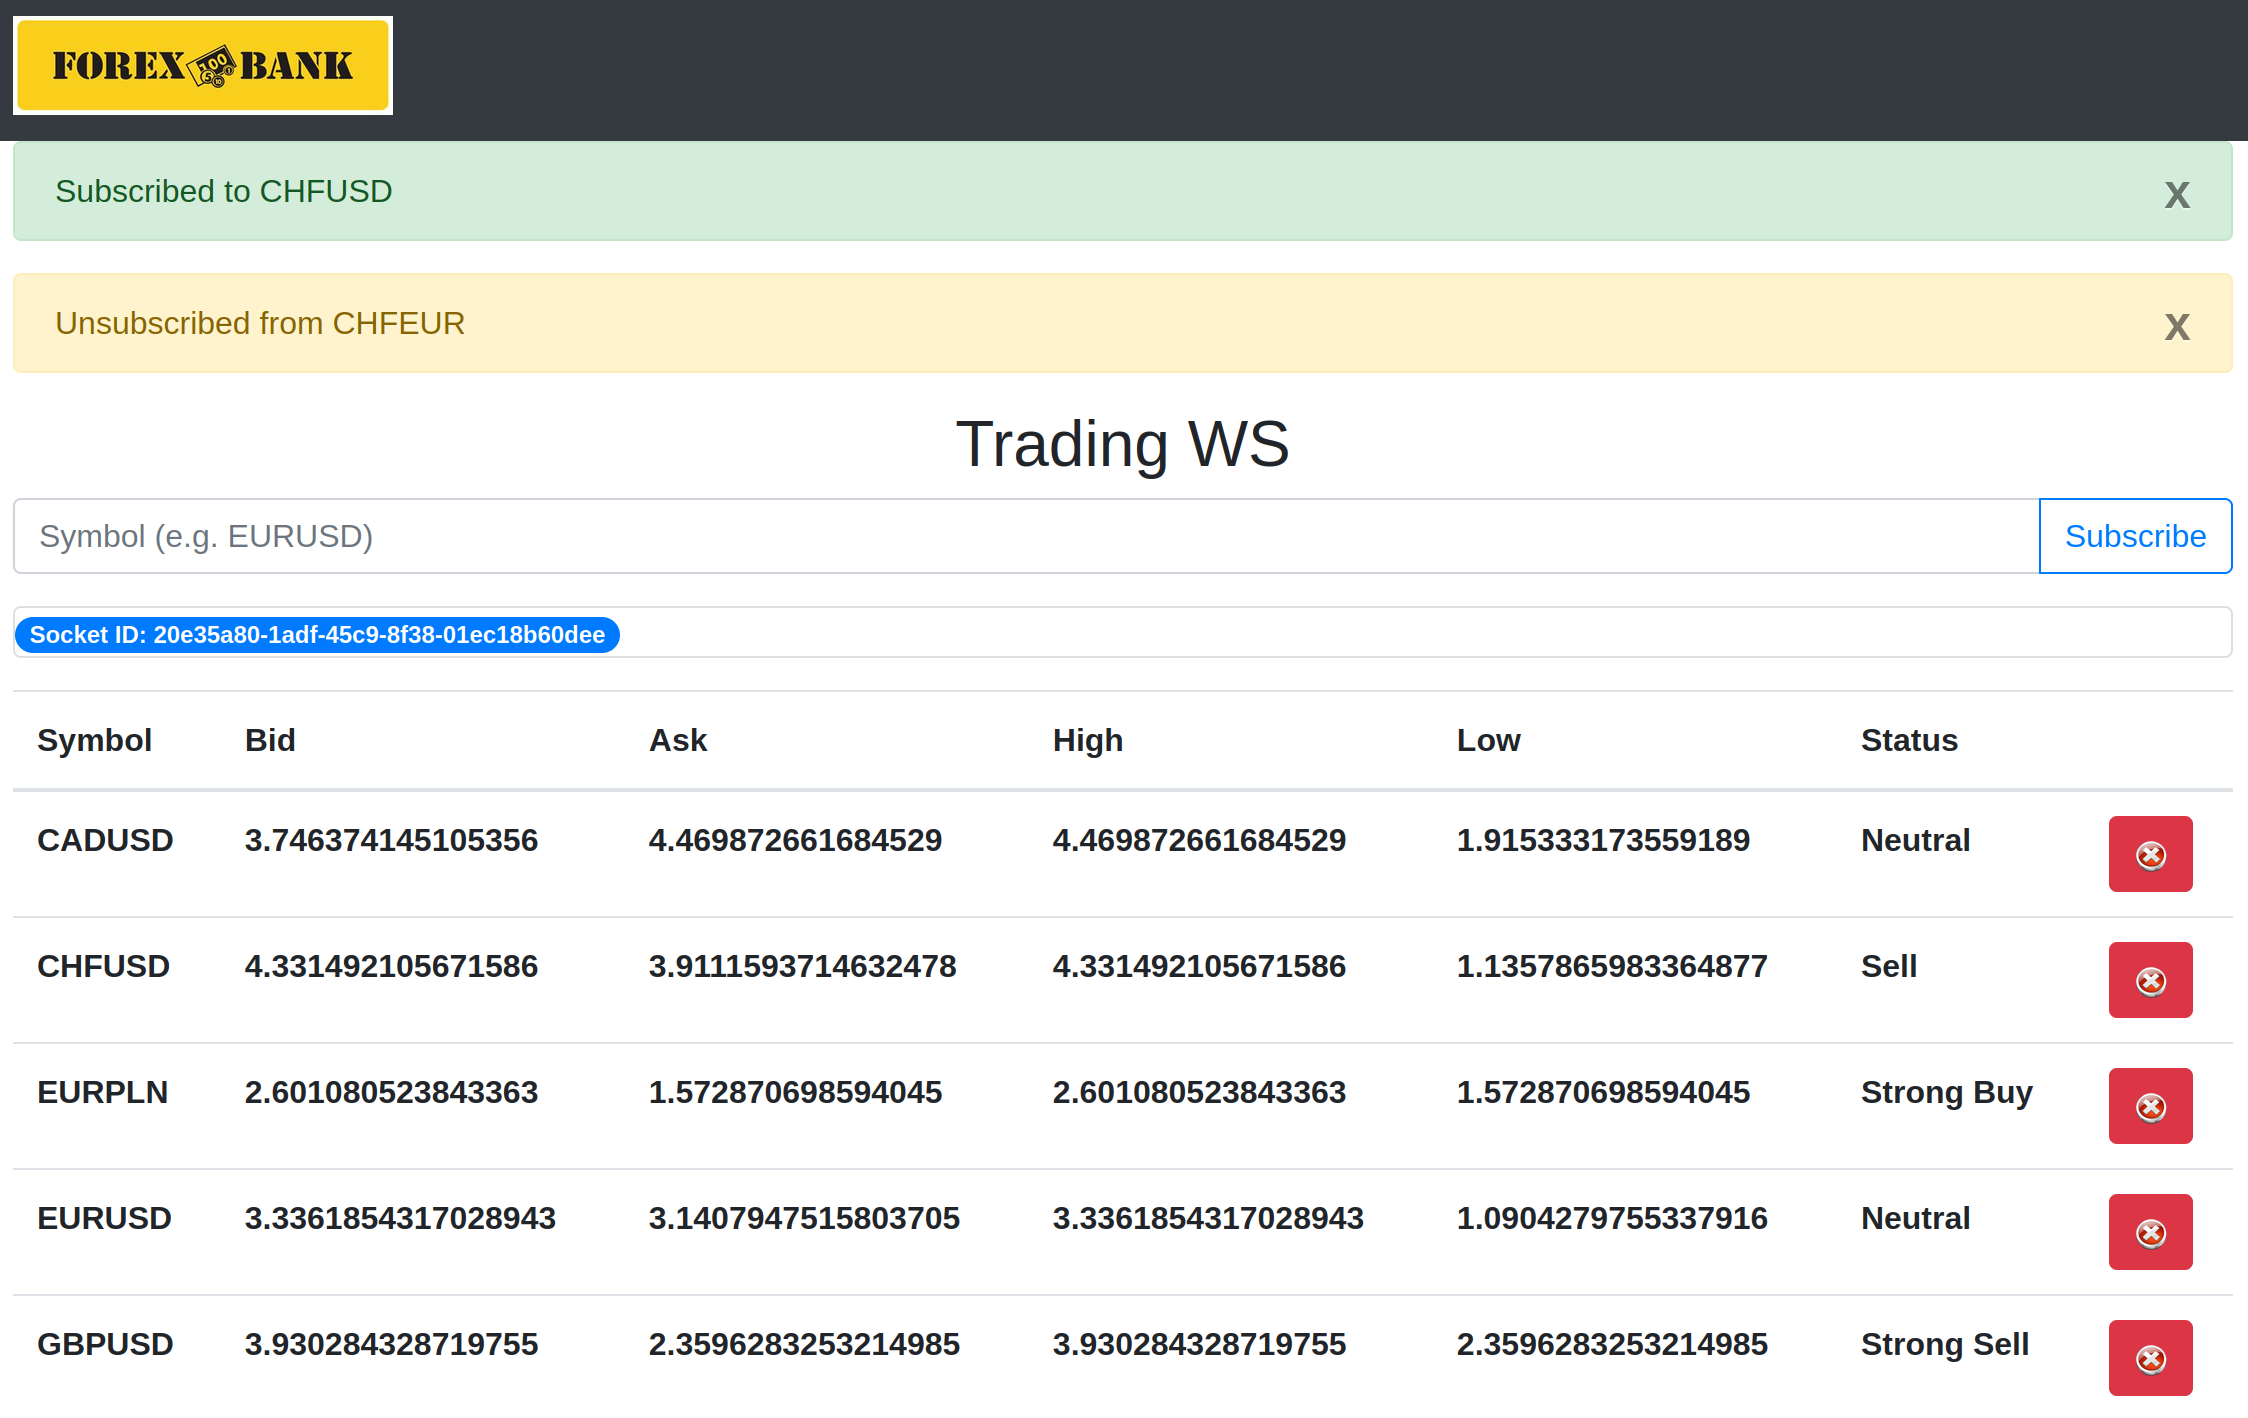 FOREX 100 5 BANK
Subscribed to CHFUSD x
Unsubscribed from CHFEUR x
Trading WS
Symbol (e.g. EURUSD) Subscribe
Socket ID: 20e35a80-1adf-45c9-8f38-01ec18b60dee
Symbol Bid Ask High Low Status
CADUSD 3.746374145105356 4.469872661684529 4.469872661684529 1.915333173559189 Neutral
CHFUSD 4.331492105671586 3.9111593714632478 4.331492105671586 1.1357865983364877 Sell
EURPLN 2.601080523843363 1.572870698594045 2.601080523843363 1.572870698594045 Strong Buy
EURUSD 3.3361854317028943 3.1407947515803705 3.3361854317028943 1.0904279755337916 Neutral
GBPUSD 3.930284328719755 2.3596283253214985 3.930284328719755 2.3596283253214985 Strong Sell